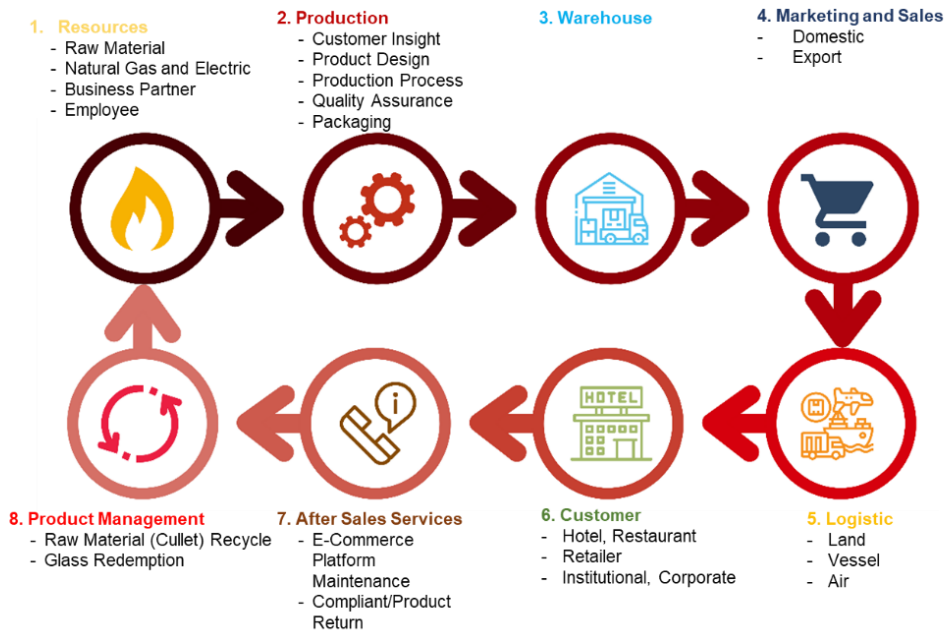 1. Resources
- Raw Material
- Natural Gas and Electric
- Business Partner
- Employee
2. Production
- Customer Insight
- Product Design
- Production Process
- Quality Assurance
- Packaging
3. Warehouse
4. Marketing and Sales
- Domestic
- Export
HOTEL
i
8. Product Management
- Raw Material (Cullet) Recycle
- Glass Redemption
7. After Sales Services
- E-Commerce
Platform
Maintenance
- Compliant/Product
Return
6. Customer
- Hotel, Restaurant
- Retailer
- Institutional, Corporate
5. Logistic
- Land
- Vessel
- Air